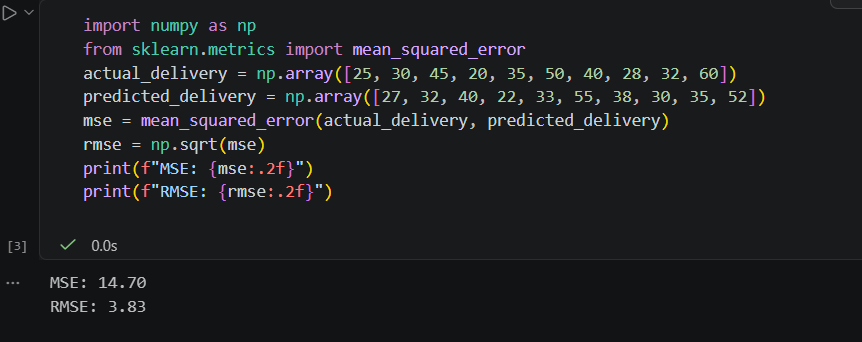 import numpy as np
from sklearn.metrics import mean_squared_error
actual_delivery = np.array([25, 30, 45, 20, 35, 50, 40, 28, 32, 60])
predicted_delivery = np.array([27, 32, 40, 22, 33, 55, 38, 30, 35, 52])
mse = mean_squared_error(actual_delivery, predicted_delivery)
rmse = np.sqrt(mse)
print(f"MSE: {mse:.2f}")
print(f"RMSE: {rmse:.2f}")
[3] 0.0s
... MSE: 14.70
RMSE: 3.83